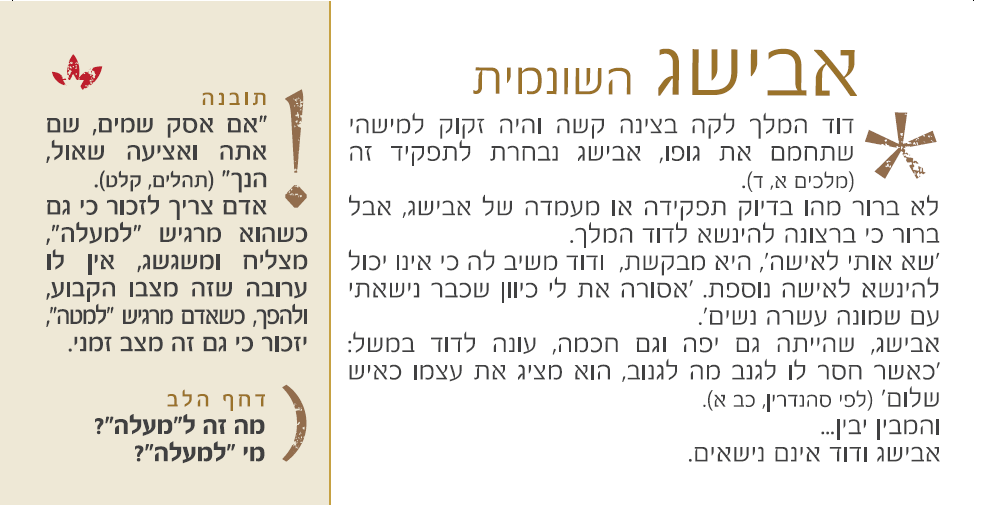 אבישג השונמית
דוד המלך לקה בצינה קשה והיה זקוק למישהי
שתחמם את גופו, אבישג נבחרת לתפקיד זה
(מלכים א, ד).
לא ברור מהו בדיוק תפקידה או מעמדה של אבישג, אבל
ברור כי ברצונה להינשא לדוד המלך.
'שא אותי לאישה', היא מבקשת, ודוד משיב לה כי אינו יכול
להינשא לאישה נוספת. 'אסורה את לי כיוון שכבר נישאתי
עם שמונה עשרה נשים'.
אבישג, שהייתה גם יפה וגם חכמה, עונה לדוד במשל:
'כאשר חסר לו לגנב מה לגנוב, הוא מציג את עצמו כאיש
שלום' (לפי סהנדרין, כב א).
והמבין יבין...
אבישג ודוד אינם נישאים.
תובנה
"אם אסק שמים, שם
אתה ואציעה שאול,
הנך" (תהלים, קלט).
אדם צריך לזכור כי גם
כשהוא מרגיש "למעלה",
מצליח ומשגשג, אין לו
ערובה שזה מצבו הקבוע,
ולהפך, כשאדם מרגיש "למטה",
יזכור כי גם זה מצב זמני.
דחף הלב
מה זה ל"מעלה"?
מי "למעלה"?